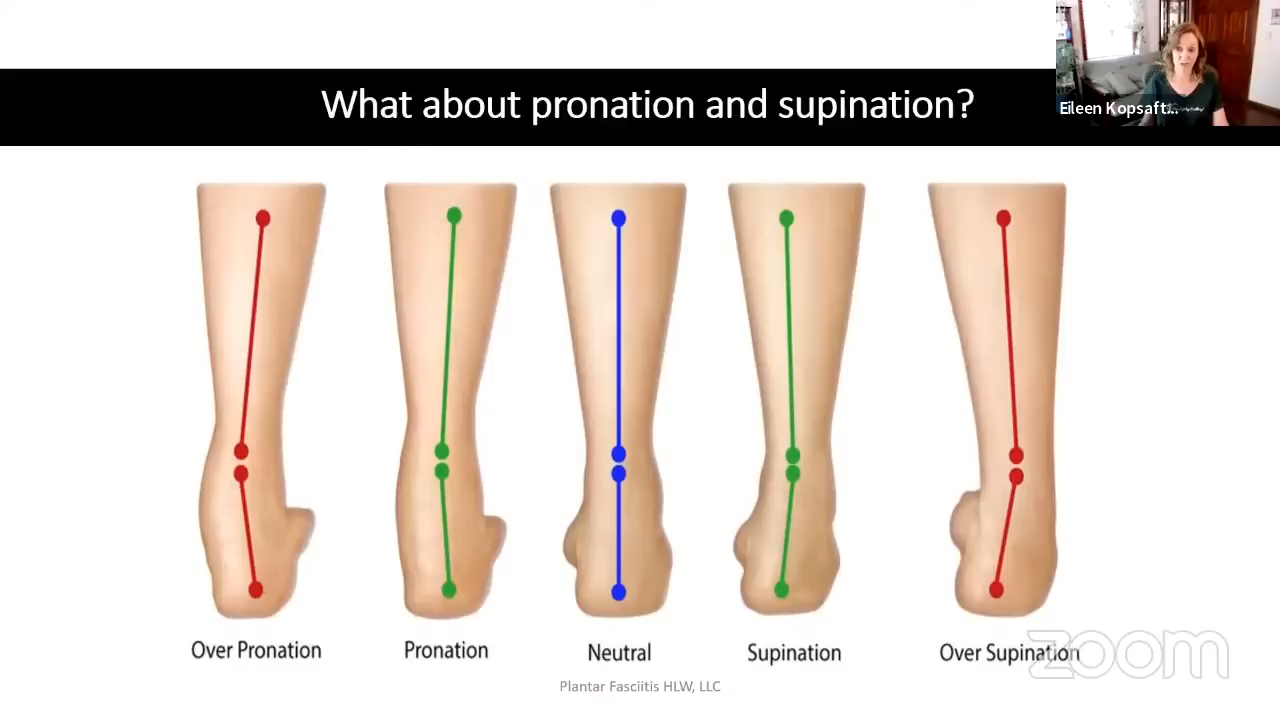 What about pronation and supination?
Eileen Kopsaft...
Over Pronation
Pronation
Neutral
Supination
Over Supination
Plantar Fasciitis HLW, LLC
zoom